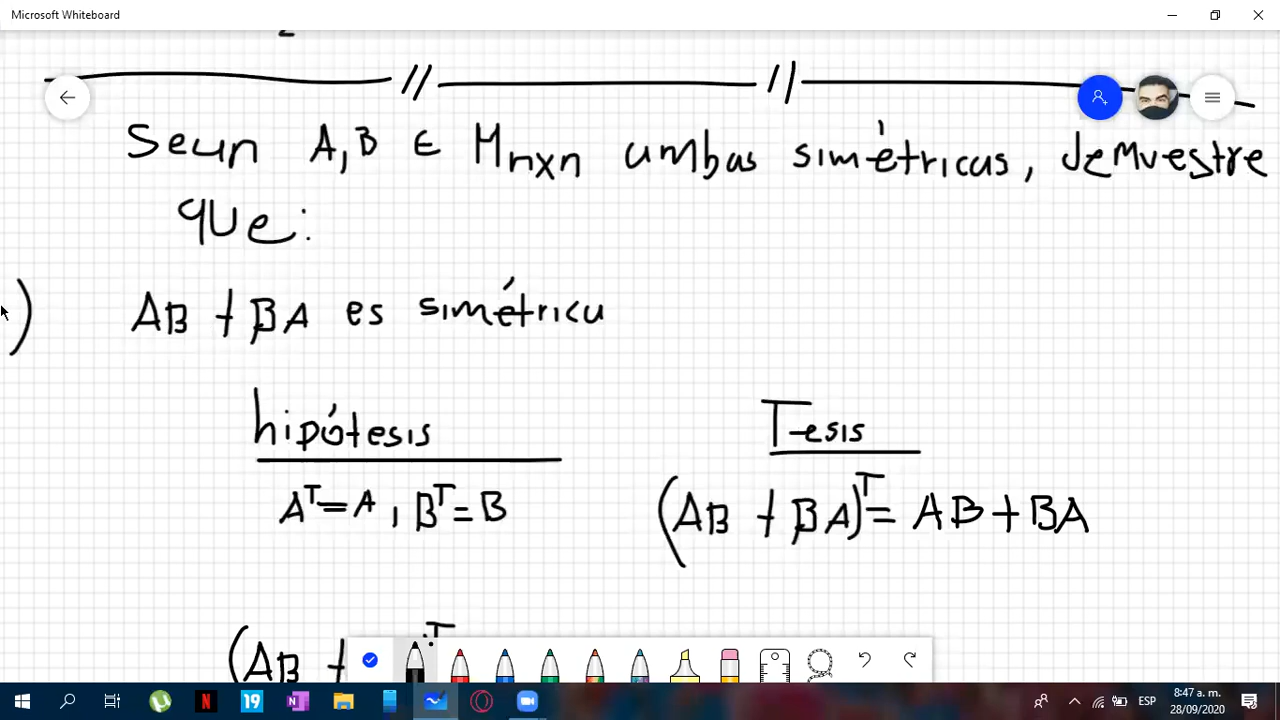 Microsoft Whiteboard
Sean A, B ∈ Mnxn ambas simétricas, demuestre
que:
) AB + BA es simétrica
hipótesis
Tesis
Aᵀ = A , Bᵀ = B
(AB + BA)ᵀ = AB + BA
(AB + ᵀ
19
ESP
8:47 a. m.
28/09/2020